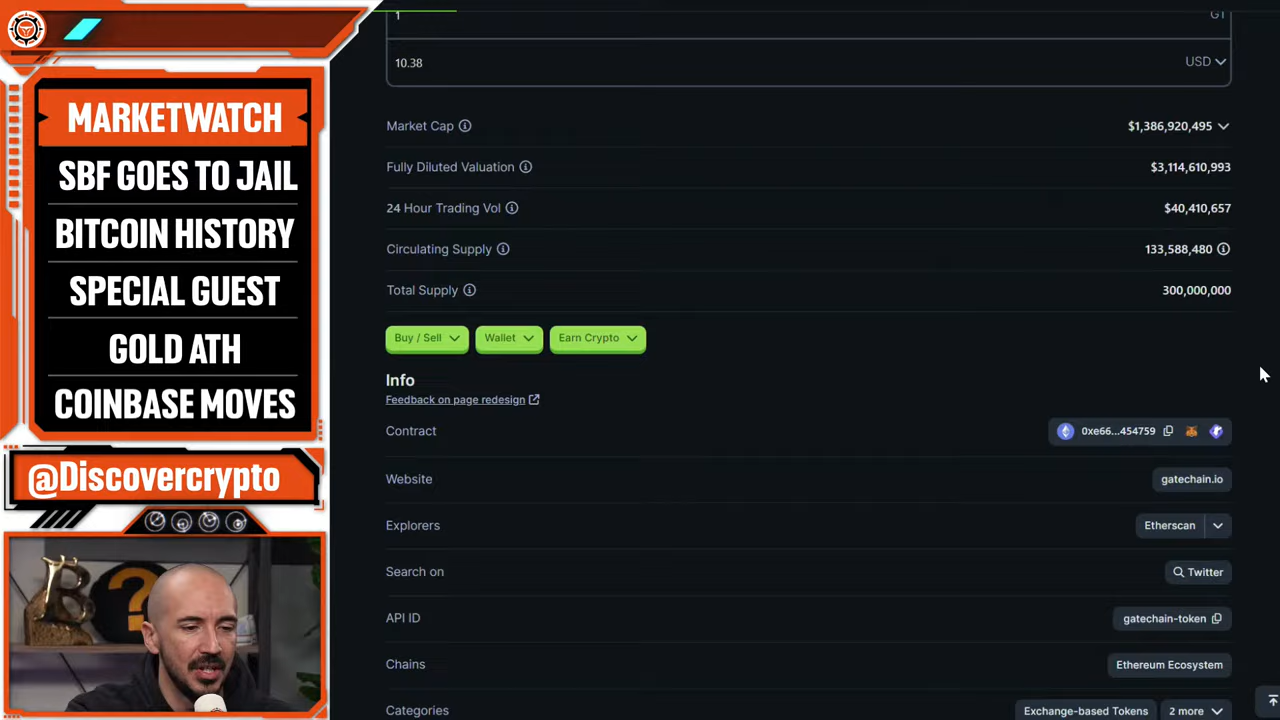 MARKETWATCH
SBF GOES TO JAIL
BITCOIN HISTORY
SPECIAL GUEST
GOLD ATH
COINBASE MOVES
@Discovercrypto
B
?
1 GT
10.38 USD
Market Cap $1,386,920,495
Fully Diluted Valuation $3,114,610,993
24 Hour Trading Vol $40,410,657
Circulating Supply 133,588,480
Total Supply 300,000,000
Buy / Sell Wallet Earn Crypto
Info
Feedback on page redesign
Contract 0xe66...454759
Website gatechain.io
Explorers Etherscan
Search on Twitter
API ID gatechain-token
Chains Ethereum Ecosystem
Categories Exchange-based Tokens 2 more